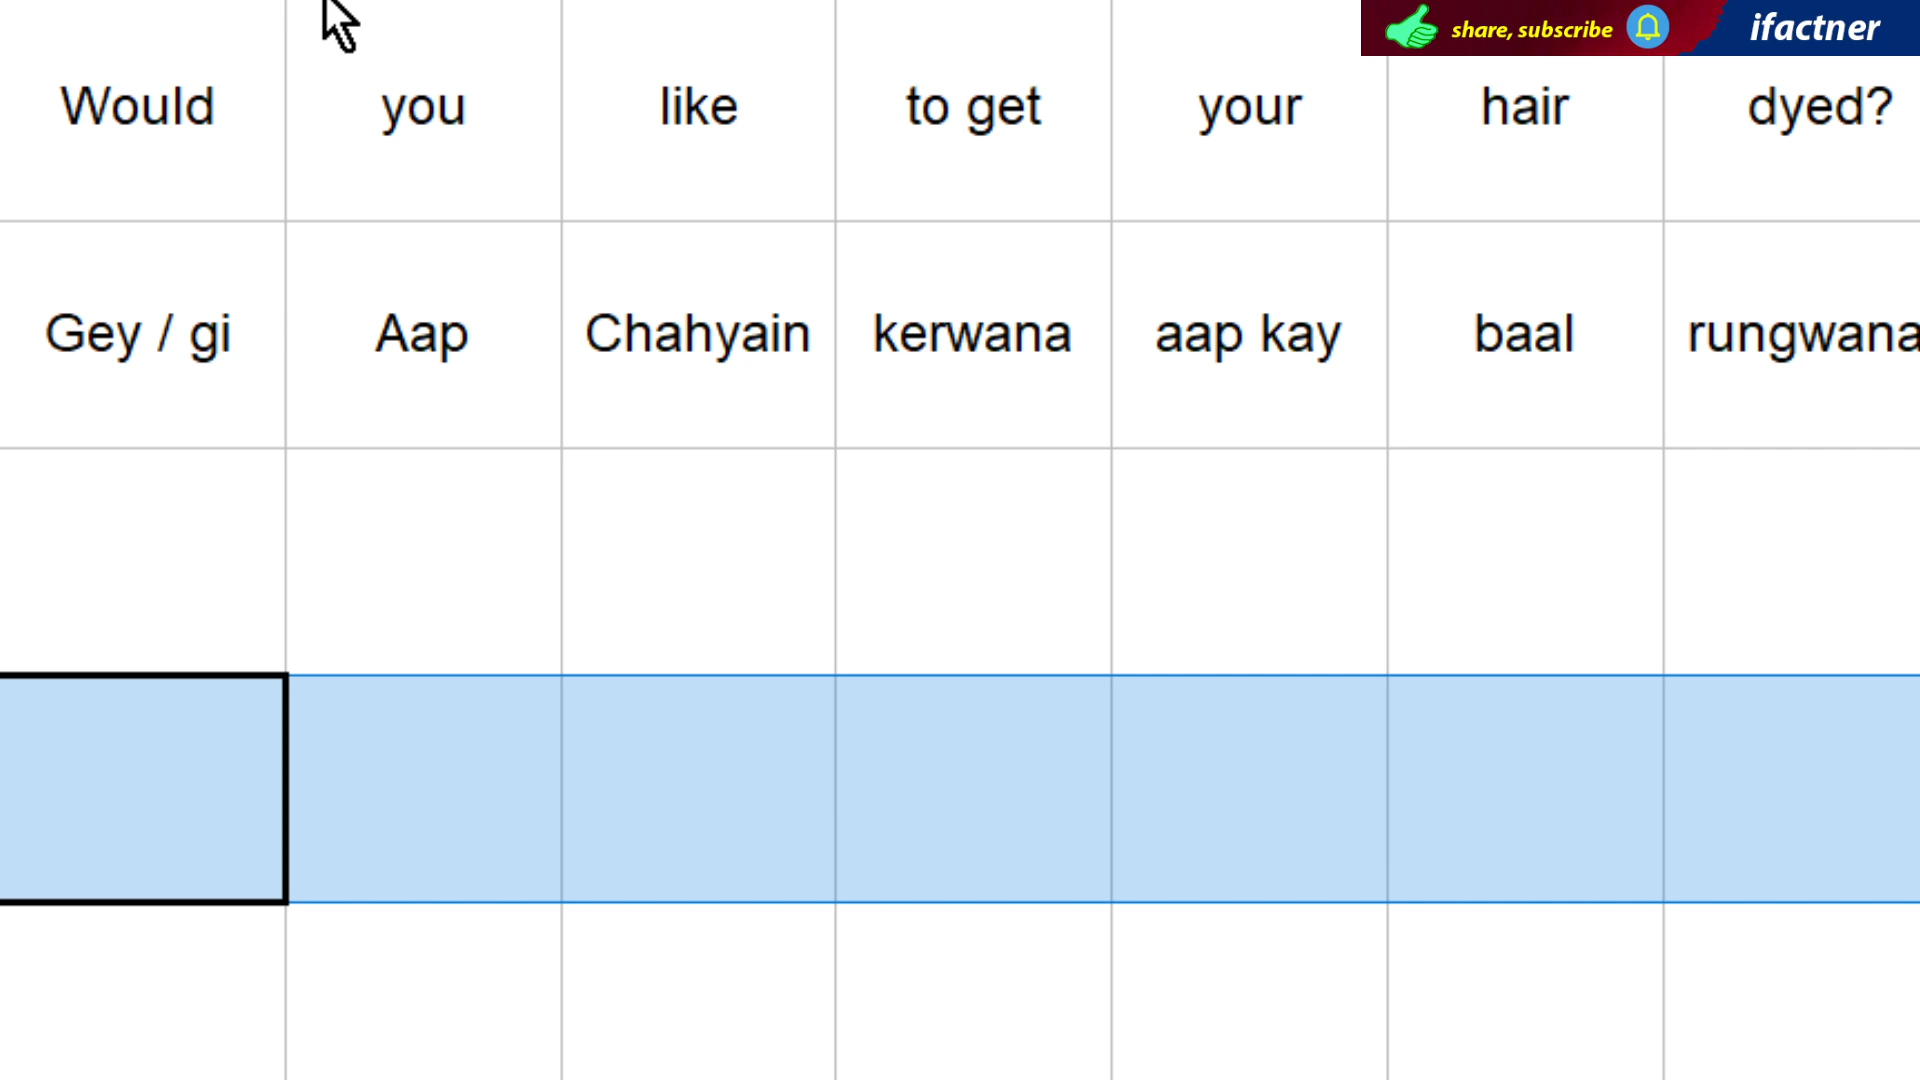 share, subscribe ifactner
Would you like to get your hair dyed?
Gey / gi Aap Chahyain kerwana aap kay baal rungwana